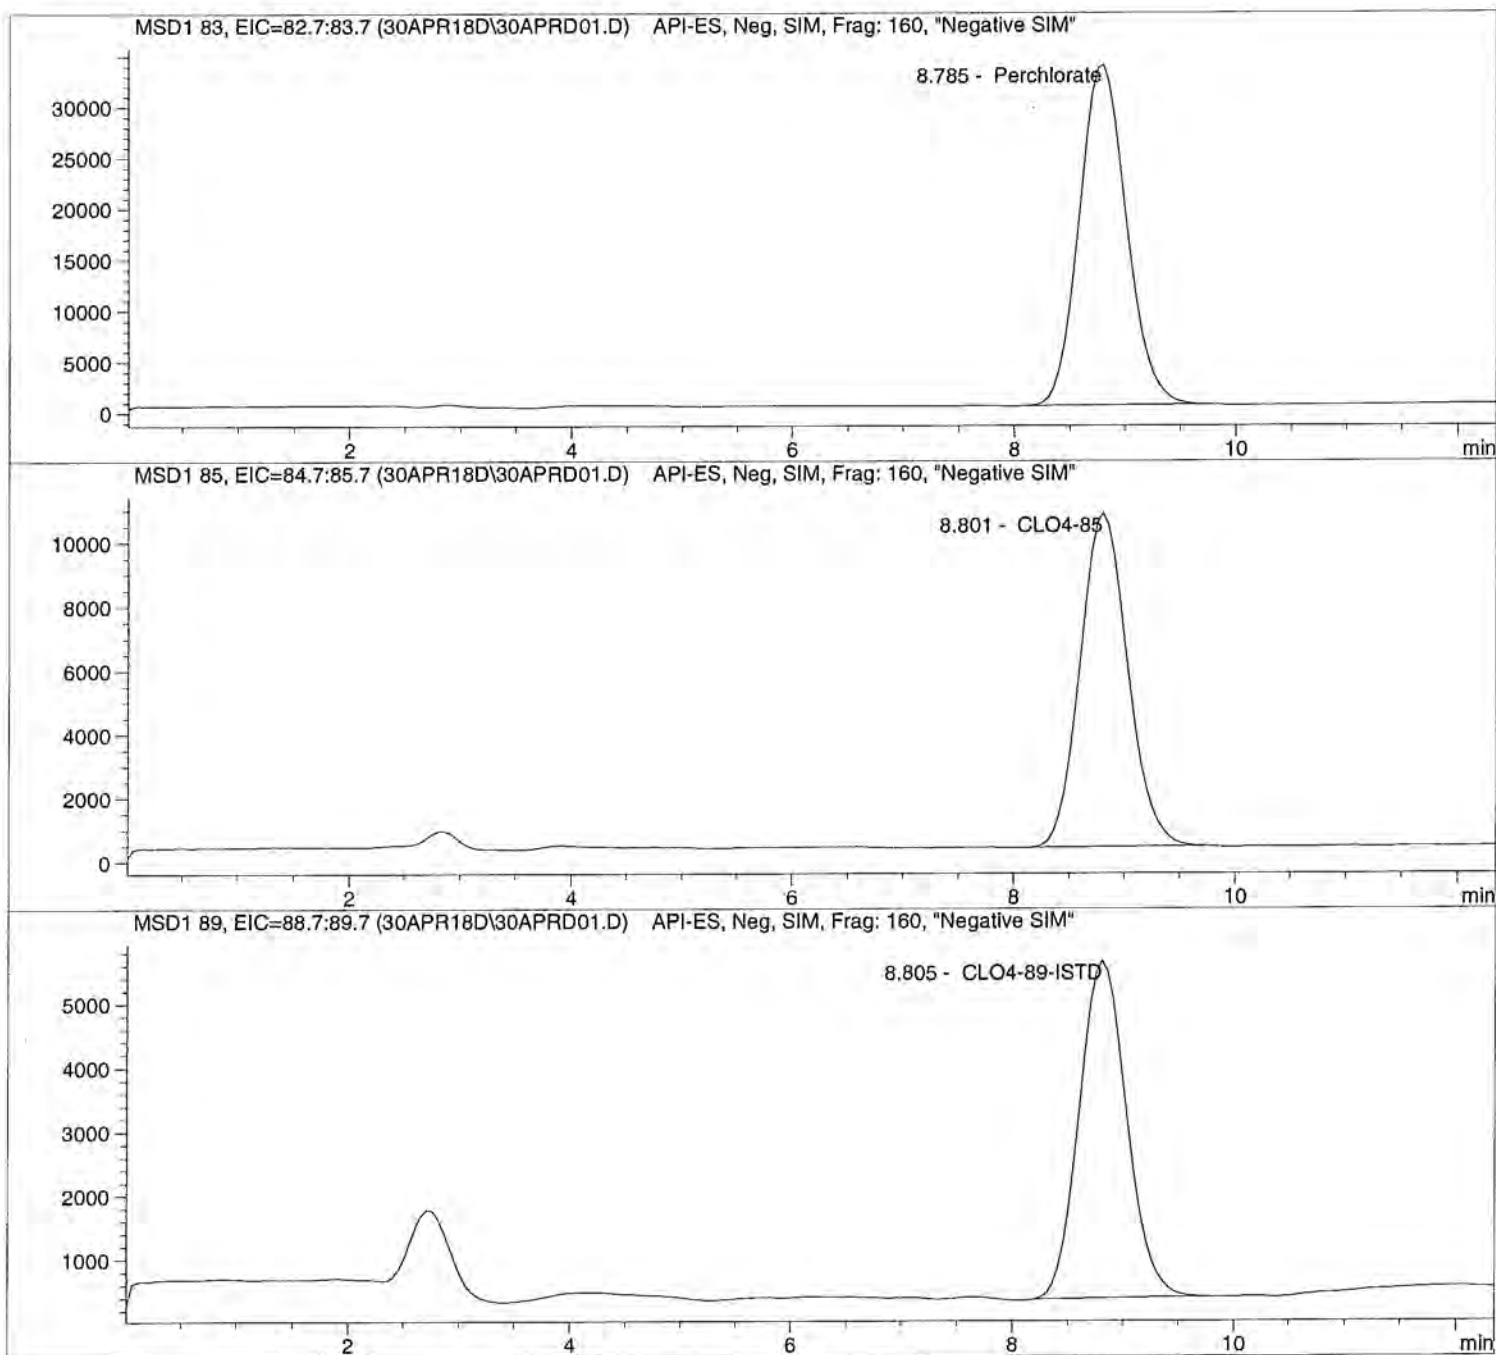 MSD1 83, EIC=82.7:83.7 (30APR18D\30APRD01.D) API-ES, Neg, SIM, Frag: 160, "Negative SIM"
8.785 - Perchlorate
30000
25000
20000
15000
10000
5000
0
2 4 6 8 10 min
MSD1 85, EIC=84.7:85.7 (30APR18D\30APRD01.D) API-ES, Neg, SIM, Frag: 160, "Negative SIM"
8.801 - CLO4-85
10000
8000
6000
4000
2000
0
2 4 6 8 10 min
MSD1 89, EIC=88.7:89.7 (30APR18D\30APRD01.D) API-ES, Neg, SIM, Frag: 160, "Negative SIM"
8.805 - CLO4-89-ISTD
5000
4000
3000
2000
1000
2 4 6 8 10 min